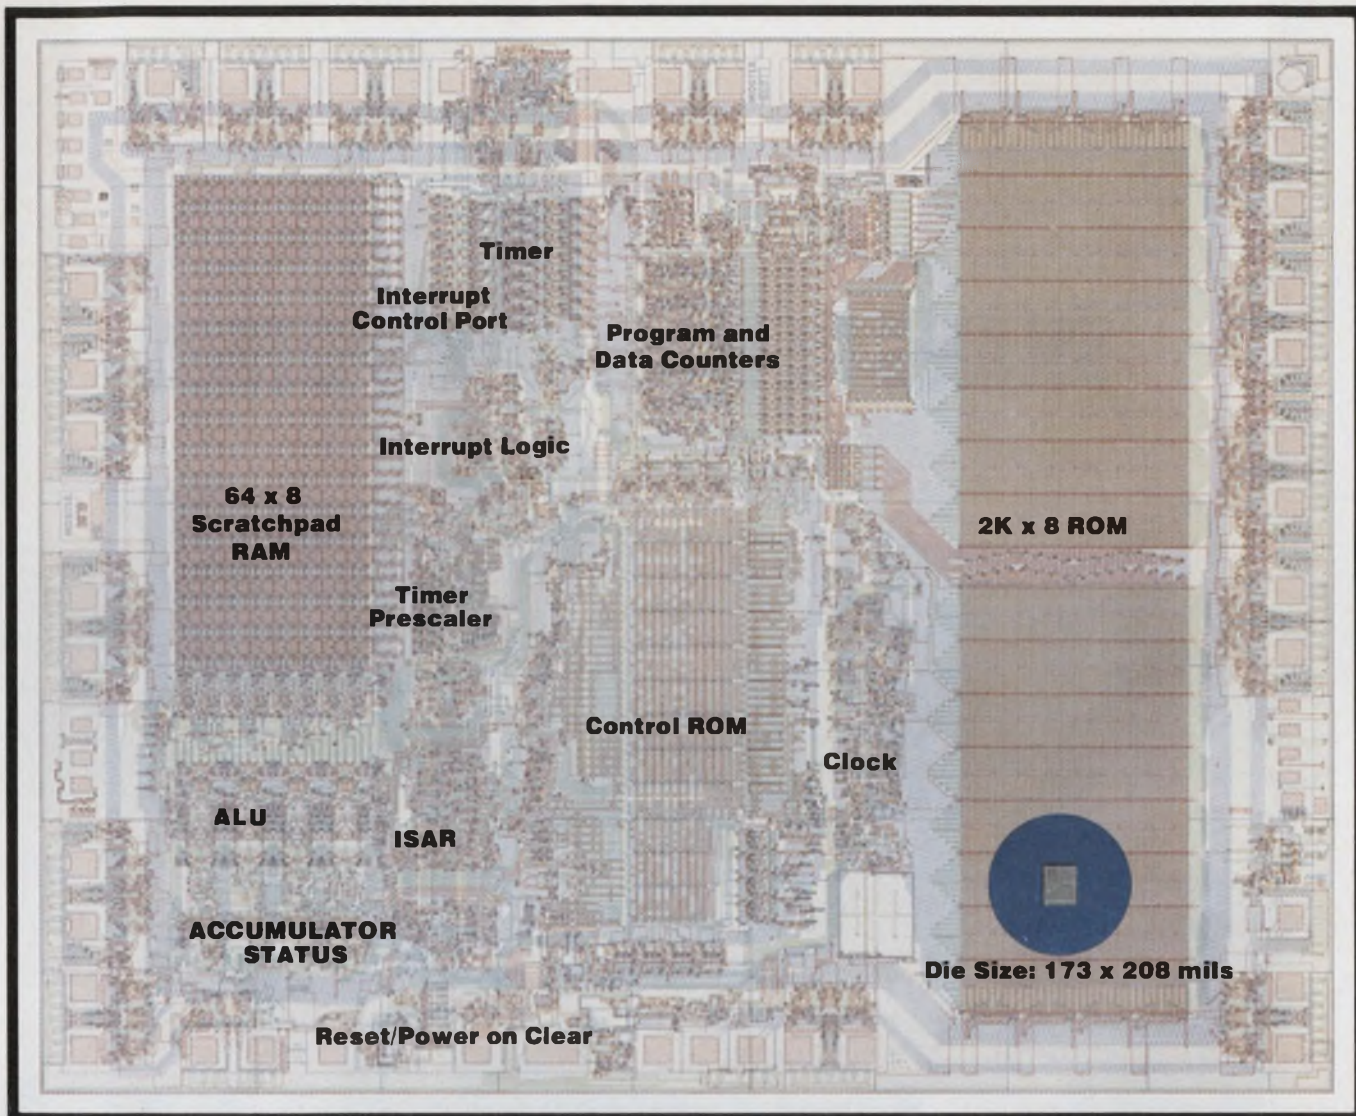 Timer
Interrupt
Control Port
Program and
Data Counters
Interrupt Logic
64 x 8
Scratchpad
RAM
2K x 8 ROM
Timer
Prescaler
Control ROM
Clock
ALU
ISAR
ACCUMULATOR
STATUS
Die Size: 173 x 208 mils
Reset/Power on Clear